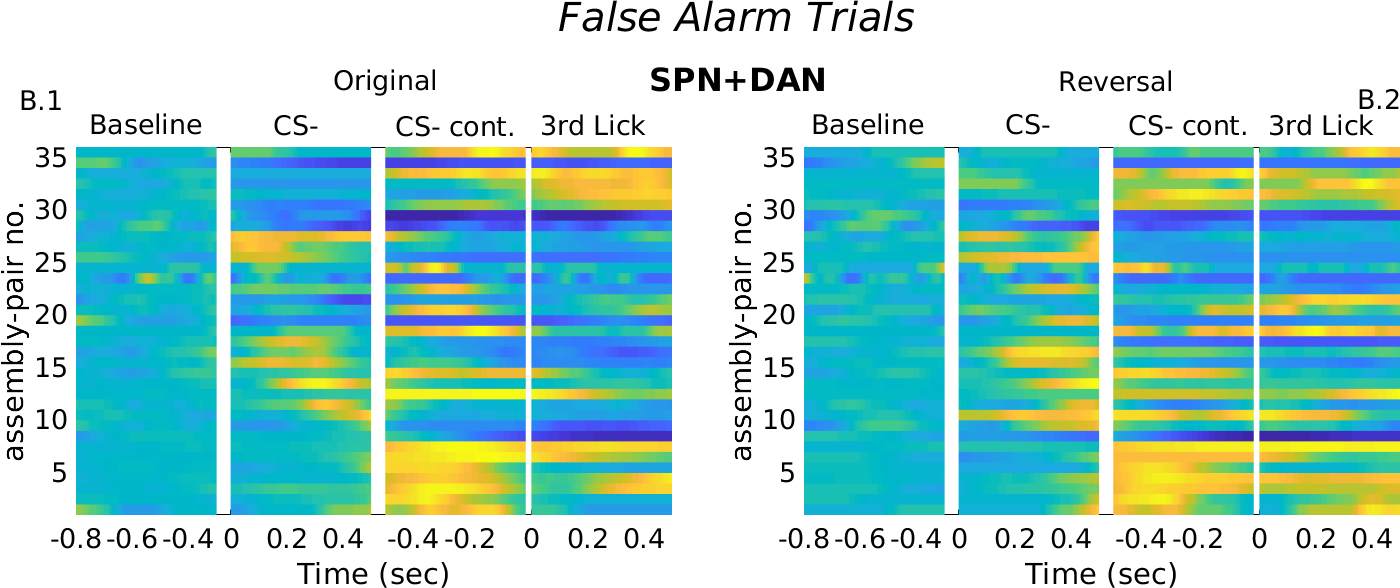 False Alarm Trials
SPN+DAN
Original
Reversal
B.1
B.2
Baseline CS- CS- cont. 3rd Lick
Baseline CS- CS- cont. 3rd Lick
assembly-pair no.
35
30
25
20
15
10
5
-0.8 -0.6 -0.4 0 0.2 0.4 -0.4 -0.2 0 0.2 0.4
Time (sec)
assembly-pair no.
35
30
25
20
15
10
5
-0.8 -0.6 -0.4 0 0.2 0.4 -0.4 -0.2 0 0.2 0.4
Time (sec)